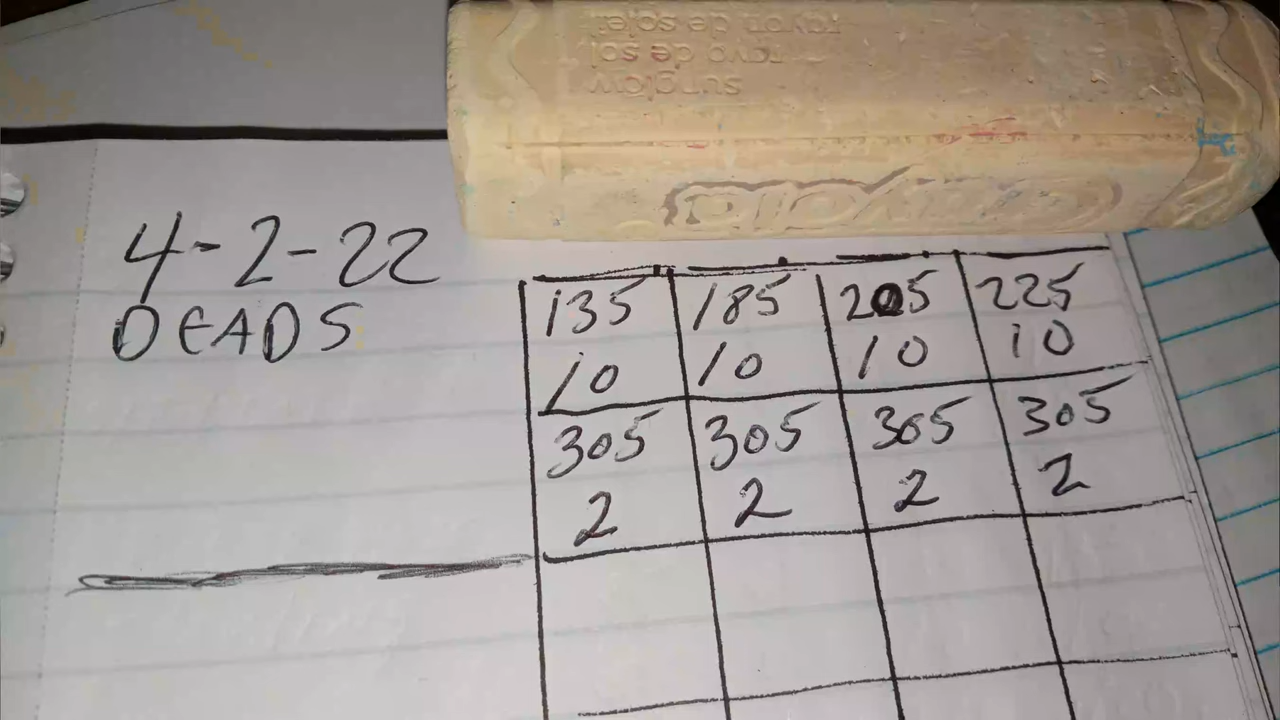 sunglow
rayo de sol
rayon de soleil
Crayola
4-2-22
DEADS
135 185 205 225
10 10 10 10
305 305 305 305
2 2 2 2